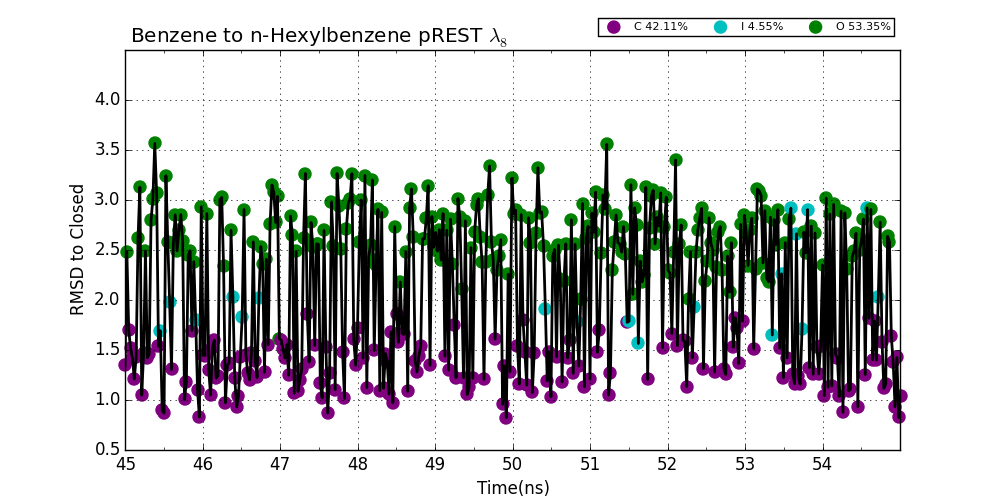 C 42.11% I 4.55% O 53.35%
Benzene to n-Hexylbenzene pREST λ₈
4.0
3.5
3.0
2.5
2.0
1.5
1.0
0.5
RMSD to Closed
45 46 47 48 49 50 51 52 53 54
Time(ns)